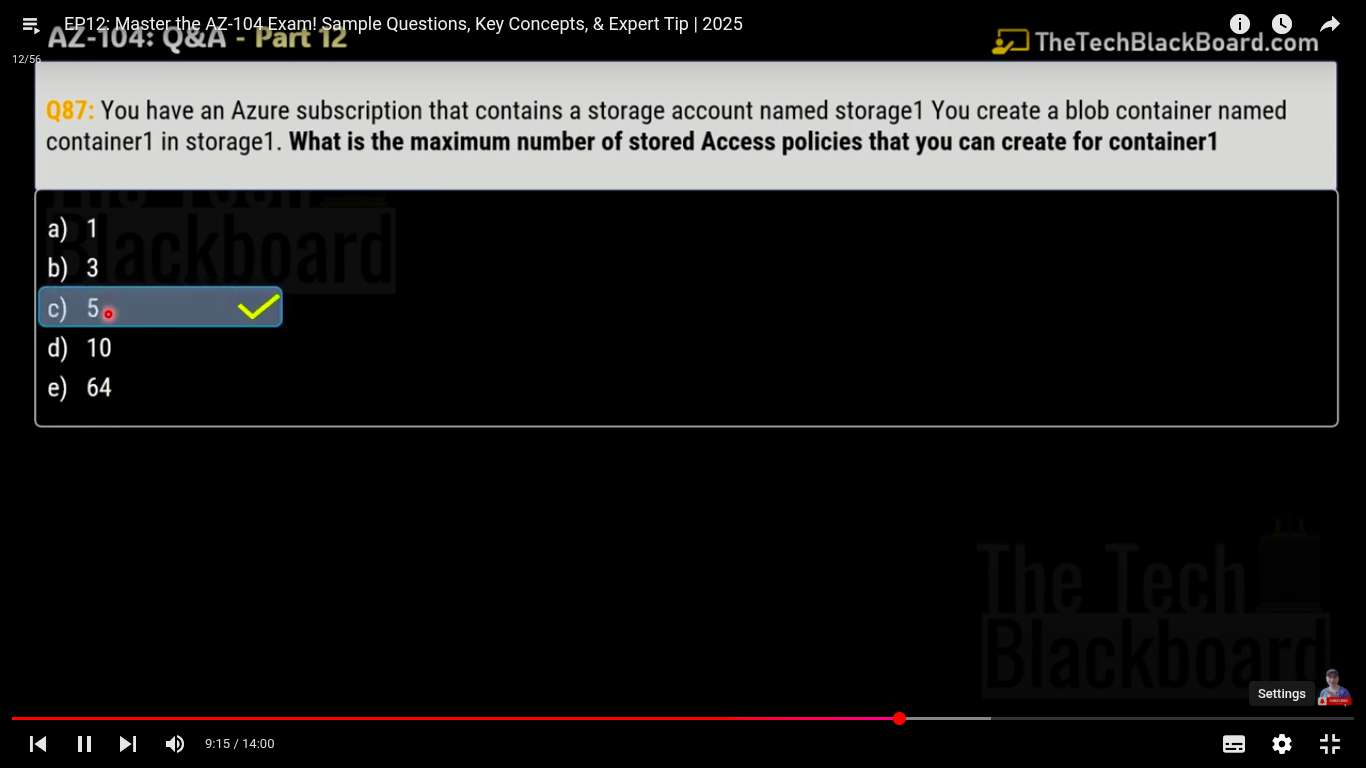 EP12: Master the AZ-104 Exam! Sample Questions, Key Concepts, & Expert Tip | 2025
AZ-104: Q&A - Part 12
TheTechBlackBoard.com
12/56
Q87: You have an Azure subscription that contains a storage account named storage1 You create a blob container named
container1 in storage1. What is the maximum number of stored Access policies that you can create for container1
The Tech
Blackboard
a) 1
b) 3
c) 5
d) 10
e) 64
The Tech
Blackboard
Settings
9:15 / 14:00